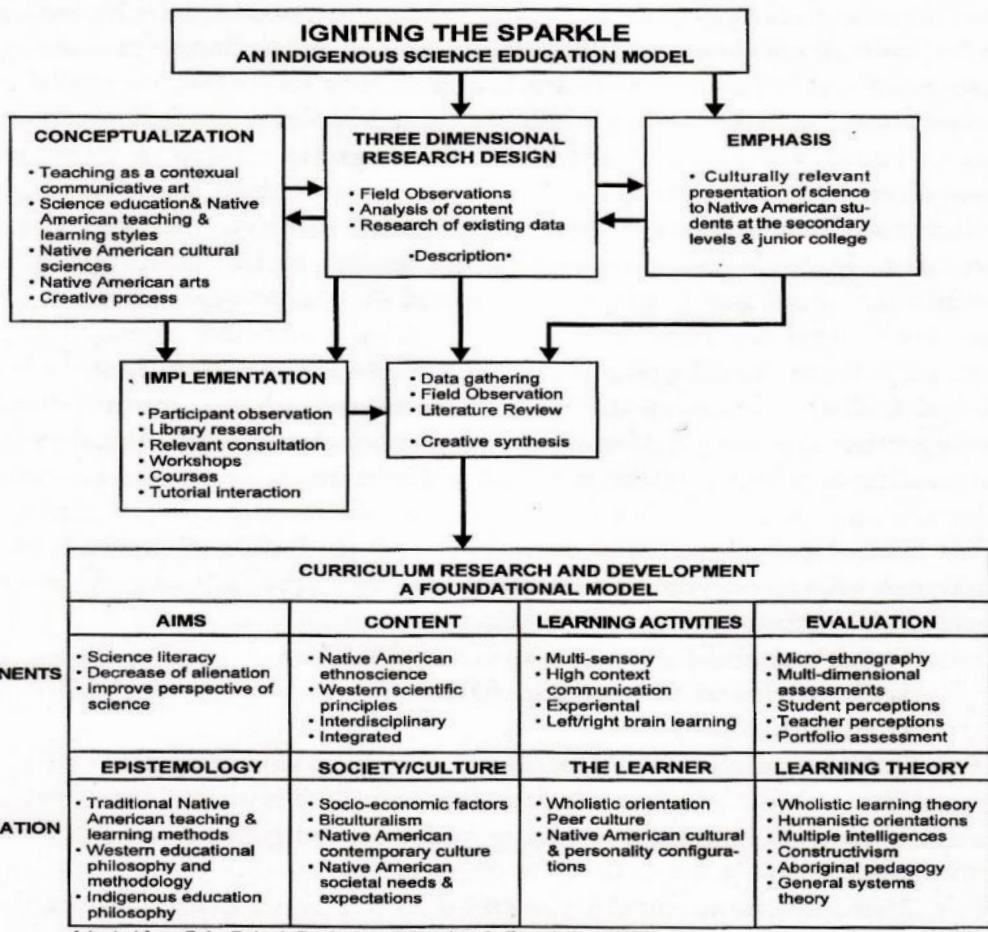 IGNITING THE SPARKLE
AN INDIGENOUS SCIENCE EDUCATION MODEL
CONCEPTUALIZATION
• Teaching as a contexual
communicative art
• Science education& Native
American teaching &
learning styles
• Native American cultural
sciences
• Native American arts
• Creative process
THREE DIMENSIONAL
RESEARCH DESIGN
• Field Observations
• Analysis of content
• Research of existing data
•Description•
EMPHASIS
• Culturally relevant
presentation of science
to Native American stu-
dents at the secondary
levels & junior college
IMPLEMENTATION
• Participant observation
• Library research
• Relevant consultation
• Workshops
• Courses
• Tutorial interaction
• Data gathering
• Field Observation
• Literature Review
• Creative synthesis
CURRICULUM RESEARCH AND DEVELOPMENT
A FOUNDATIONAL MODEL
AIMS
• Science literacy
• Decrease of alienation
• Improve perspective of
science
CONTENT
• Native American
ethnoscience
• Western scientific
principles
• Interdisciplinary
• Integrated
LEARNING ACTIVITIES
• Multi-sensory
• High context
communication
• Experiental
• Left/right brain learning
EVALUATION
• Micro-ethnography
• Multi-dimensional
assessments
• Student perceptions
• Teacher perceptions
• Portfolio assessment
NENTS
EPISTEMOLOGY
• Traditional Native
American teaching &
learning methods
• Western educational
philosophy and
methodology
• Indigenous education
philosophy
SOCIETY/CULTURE
• Socio-economic factors
• Biculturalism
• Native American
contemporary culture
• Native American
societal needs &
expectations
THE LEARNER
• Wholistic orientation
• Peer culture
• Native American cultural
& personality configura-
tions
LEARNING THEORY
• Wholistic learning theory
• Humanistic orientations
• Multiple intelligences
• Constructivism
• Aboriginal pedagogy
• General systems
theory
ATION